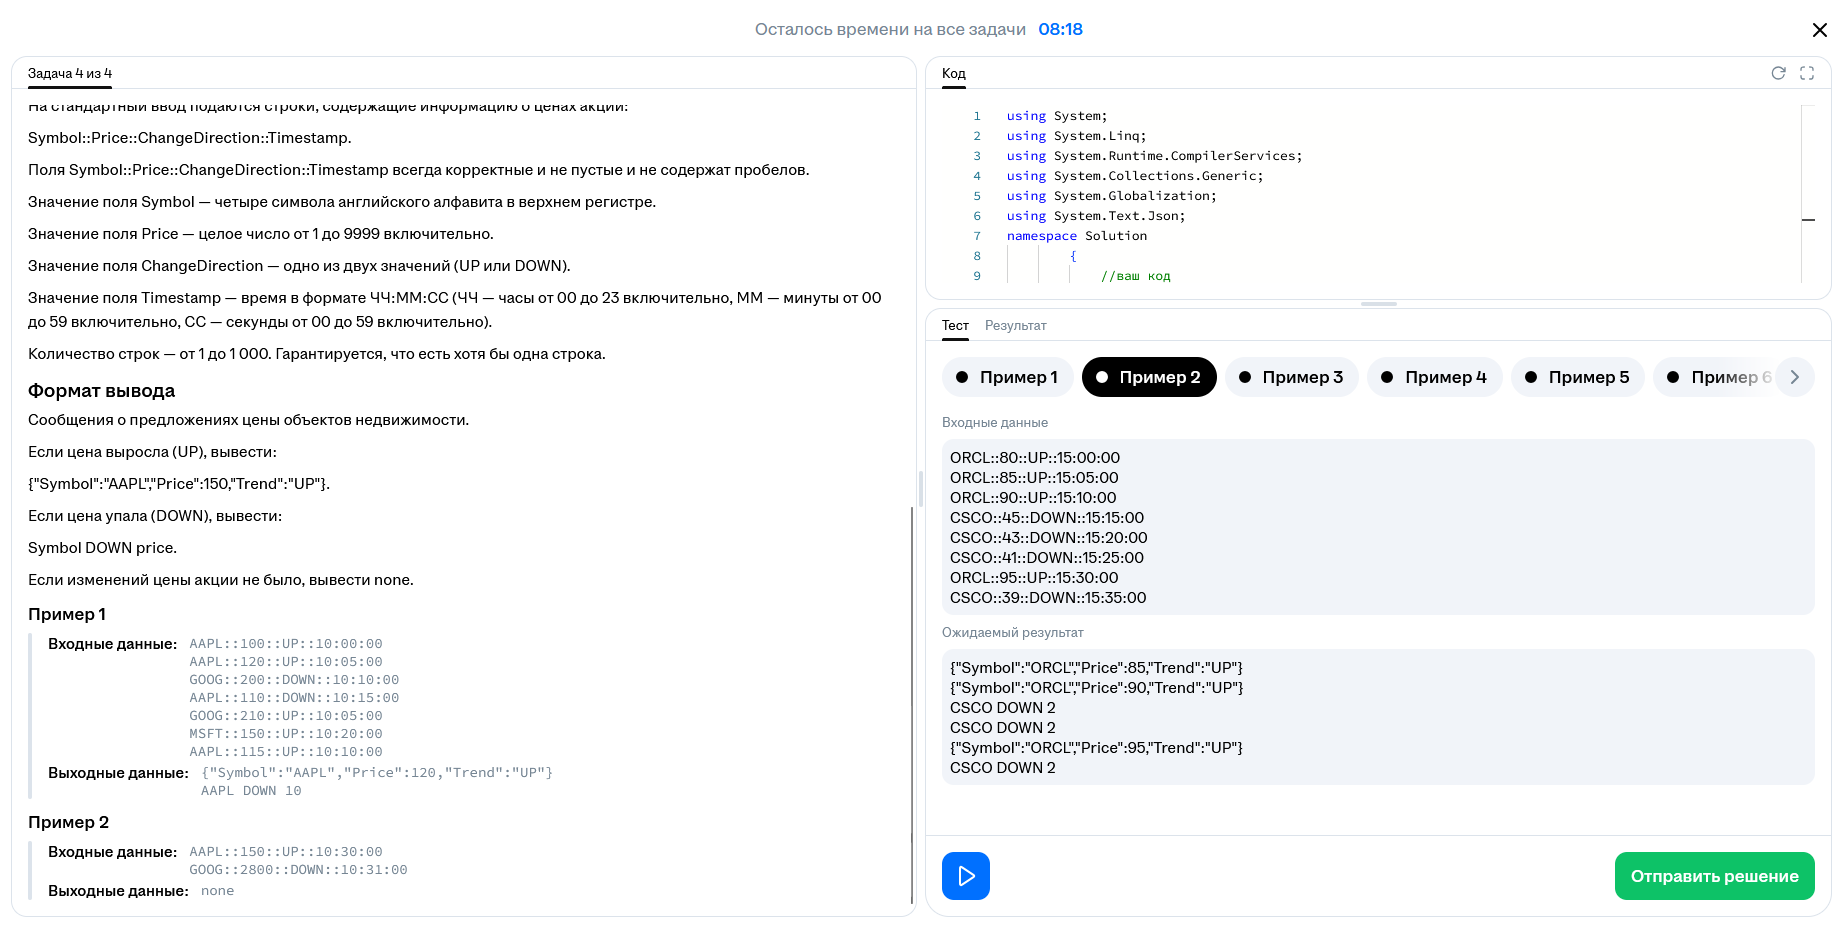 Осталось времени на все задачи 08:18
Задача 4 из 4
На стандартный ввод подаются строки, содержащие информацию о ценах акции:
Symbol::Price::ChangeDirection::Timestamp.
Поля Symbol::Price::ChangeDirection::Timestamp всегда корректные и не пустые и не содержат пробелов.
Значение поля Symbol — четыре символа английского алфавита в верхнем регистре.
Значение поля Price — целое число от 1 до 9999 включительно.
Значение поля ChangeDirection — одно из двух значений (UP или DOWN).
Значение поля Timestamp — время в формате ЧЧ:ММ:СС (ЧЧ — часы от 00 до 23 включительно, ММ — минуты от 00
до 59 включительно, СС — секунды от 00 до 59 включительно).
Количество строк — от 1 до 1 000. Гарантируется, что есть хотя бы одна строка.
Формат вывода
Сообщения о предложениях цены объектов недвижимости.
Если цена выросла (UP), вывести:
{"Symbol":"AAPL","Price":150,"Trend":"UP"}.
Если цена упала (DOWN), вывести:
Symbol DOWN price.
Если изменений цены акции не было, вывести none.
Пример 1
Входные данные: AAPL::100::UP::10:00:00
AAPL::120::UP::10:05:00
GOOG::200::DOWN::10:10:00
AAPL::110::DOWN::10:15:00
GOOG::210::UP::10:05:00
MSFT::150::UP::10:20:00
AAPL::115::UP::10:10:00
Выходные данные: {"Symbol":"AAPL","Price":120,"Trend":"UP"}
AAPL DOWN 10
Пример 2
Входные данные: AAPL::150::UP::10:30:00
GOOG::2800::DOWN::10:31:00
Выходные данные: none
Код
1 using System;
2 using System.Linq;
3 using System.Runtime.CompilerServices;
4 using System.Collections.Generic;
5 using System.Globalization;
6 using System.Text.Json;
7 namespace Solution
8 {
9 //ваш код
Тест Результат
Пример 1 Пример 2 Пример 3 Пример 4 Пример 5 Пример 6
Входные данные
ORCL::80::UP::15:00:00
ORCL::85::UP::15:05:00
ORCL::90::UP::15:10:00
CSCO::45::DOWN::15:15:00
CSCO::43::DOWN::15:20:00
CSCO::41::DOWN::15:25:00
ORCL::95::UP::15:30:00
CSCO::39::DOWN::15:35:00
Ожидаемый результат
{"Symbol":"ORCL","Price":85,"Trend":"UP"}
{"Symbol":"ORCL","Price":90,"Trend":"UP"}
CSCO DOWN 2
CSCO DOWN 2
{"Symbol":"ORCL","Price":95,"Trend":"UP"}
CSCO DOWN 2
Отправить решение